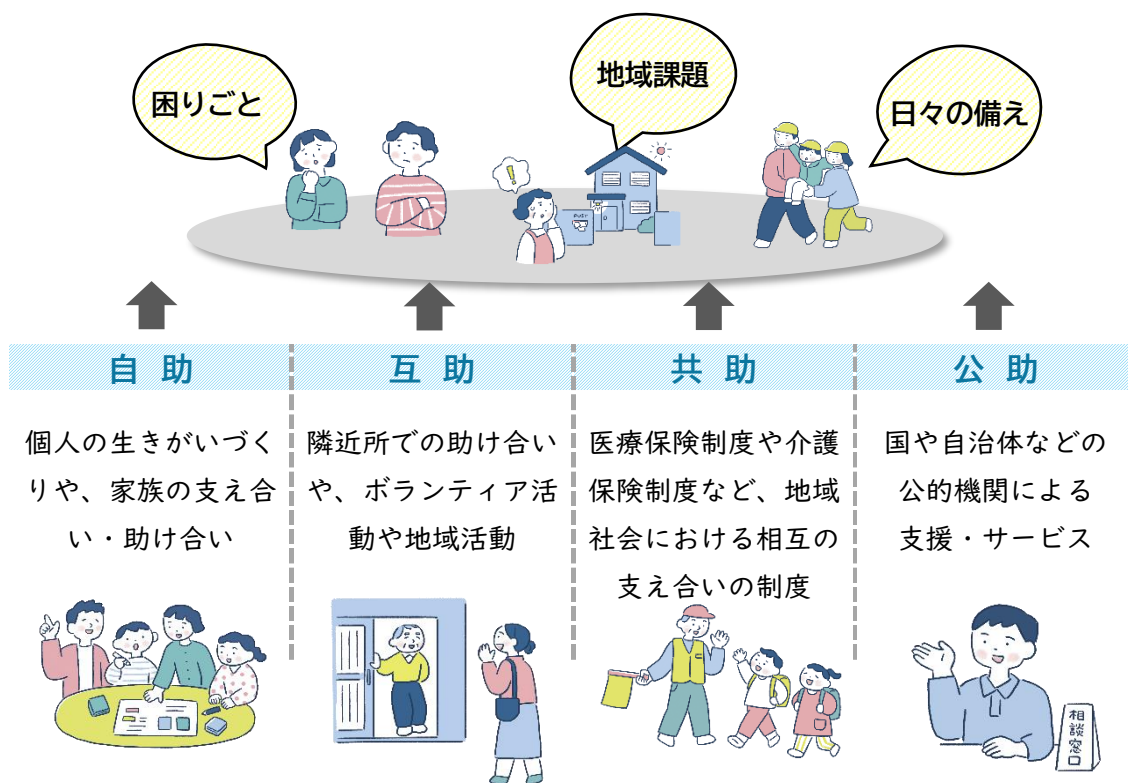 困りごと
地域課題
日々の備え
自助
互助
共助
公助
個人の生きがいづく
りや、家族の支え合
い・助け合い
隣近所での助け合い
や、ボランティア活
動や地域活動
医療保険制度や介護
保険制度など、地域
社会における相互の
支え合いの制度
国や自治体などの
公的機関による
支援・サービス
相談窓口